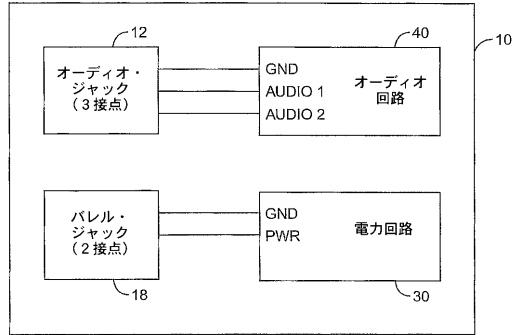 12
40
10
オーディオ・
ジャック
(3接点)
GND
AUDIO 1
AUDIO 2
オーディオ
回路
バレル・
ジャック
(2接点)
GND
PWR
電力回路
18
30